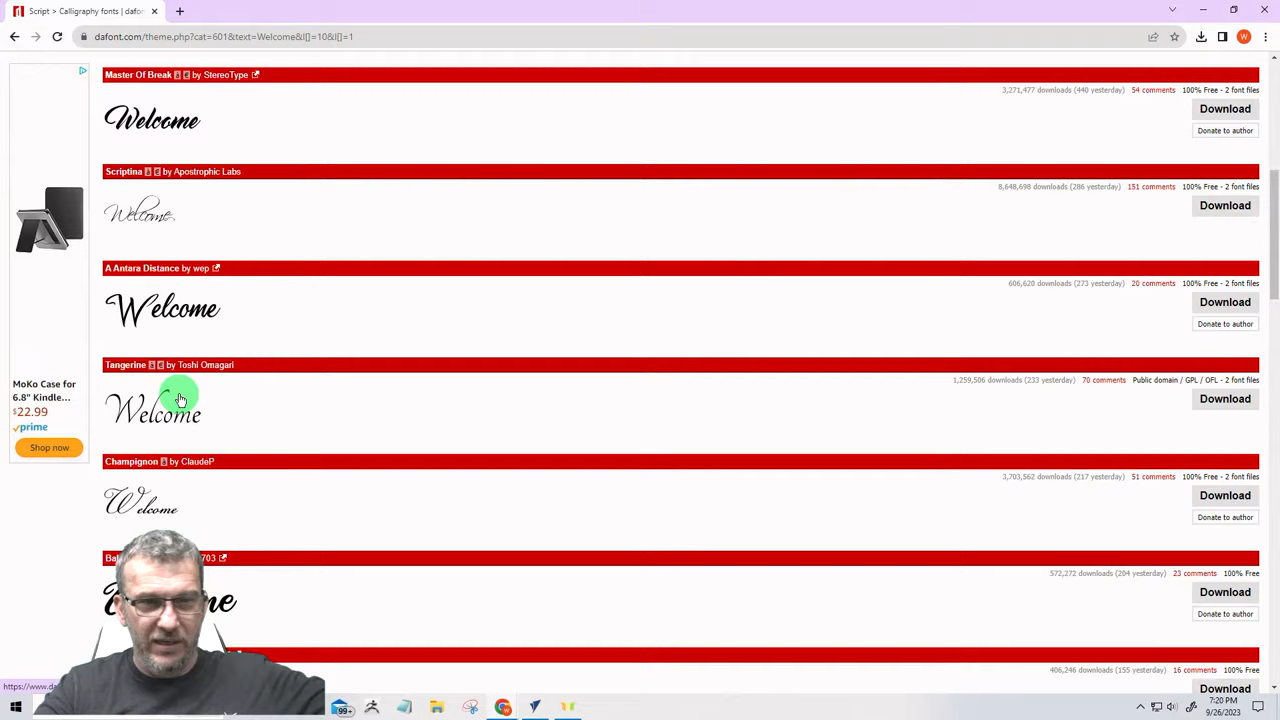 Script > Calligraphy fonts | dafon
dafont.com/theme.php?cat=601&text=Welcome&l[]=10&l[]=1
W
Master Of Break à € by StereoType
3,271,477 downloads (440 yesterday) 54 comments 100% Free - 2 font files
Welcome
Download
Donate to author
Scriptina à € by Apostrophic Labs
8,648,698 downloads (286 yesterday) 151 comments 100% Free - 2 font files
Welcome
Download
A Antara Distance by wep
606,620 downloads (273 yesterday) 20 comments 100% Free - 2 font files
Welcome
Download
Donate to author
Tangerine à € by Toshi Omagari
1,259,506 downloads (233 yesterday) 70 comments Public domain / GPL / OFL - 2 font files
Welcome
Download
MoKo Case for
6.8" Kindle...
$22.99
prime
Shop now
Champignon à by ClaudeP
3,703,562 downloads (217 yesterday) 51 comments 100% Free - 2 font files
Welcome
Download
Donate to author
703
572,272 downloads (204 yesterday) 23 comments 100% Free
Download
Donate to author
406,246 downloads (155 yesterday) 16 comments 100% Free
Download
https://www.da
99+
7:20 PM
9/26/2023